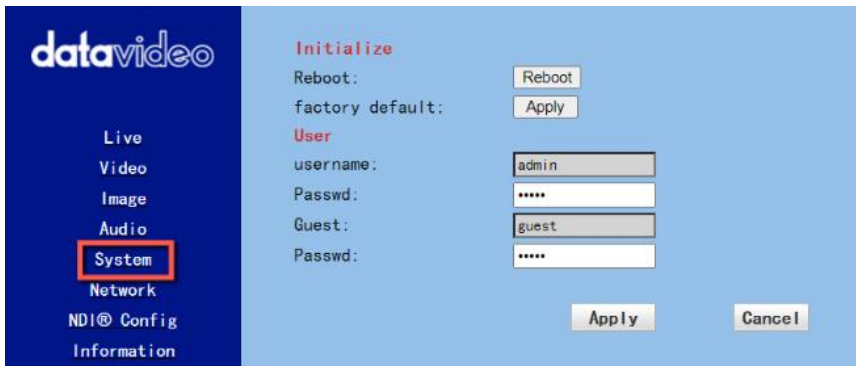 datavideo
Live
Video
Image
Audio
System
Network
NDI® Config
Information
Initialize
Reboot: Reboot
factory default: Apply
User
username: admin
Passwd: •••••
Guest: guest
Passwd: •••••
Apply Cancel